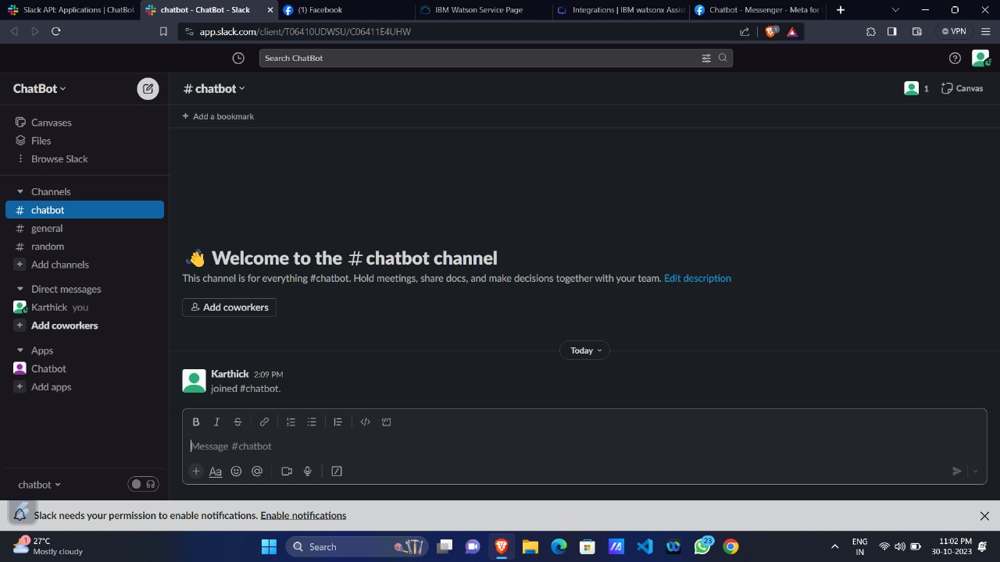 Slack API: Applications | ChatBot
chatbot - ChatBot - Slack
(1) Facebook
IBM Watson Service Page
Integrations | IBM watsonx Assist
Chatbot - Messenger - Meta for
app.slack.com/client/T06410UDWSU/C06411E4UHW
1
VPN
Search ChatBot
ChatBot
# chatbot
1
Canvas
+ Add a bookmark
Canvases
Files
Browse Slack
Channels
# chatbot
# general
# random
+ Add channels
Direct messages
Karthick you
+ Add coworkers
Apps
Chatbot
+ Add apps
👋 Welcome to the # chatbot channel
This channel is for everything #chatbot. Hold meetings, share docs, and make decisions together with your team. Edit description
Add coworkers
Today
Karthick 2:09 PM
joined #chatbot.
B I S
Message #chatbot
+ Aa @
chatbot
Slack needs your permission to enable notifications. Enable notifications
1
27°C
Mostly cloudy
Search
23
ENG
IN
11:02 PM
30-10-2023